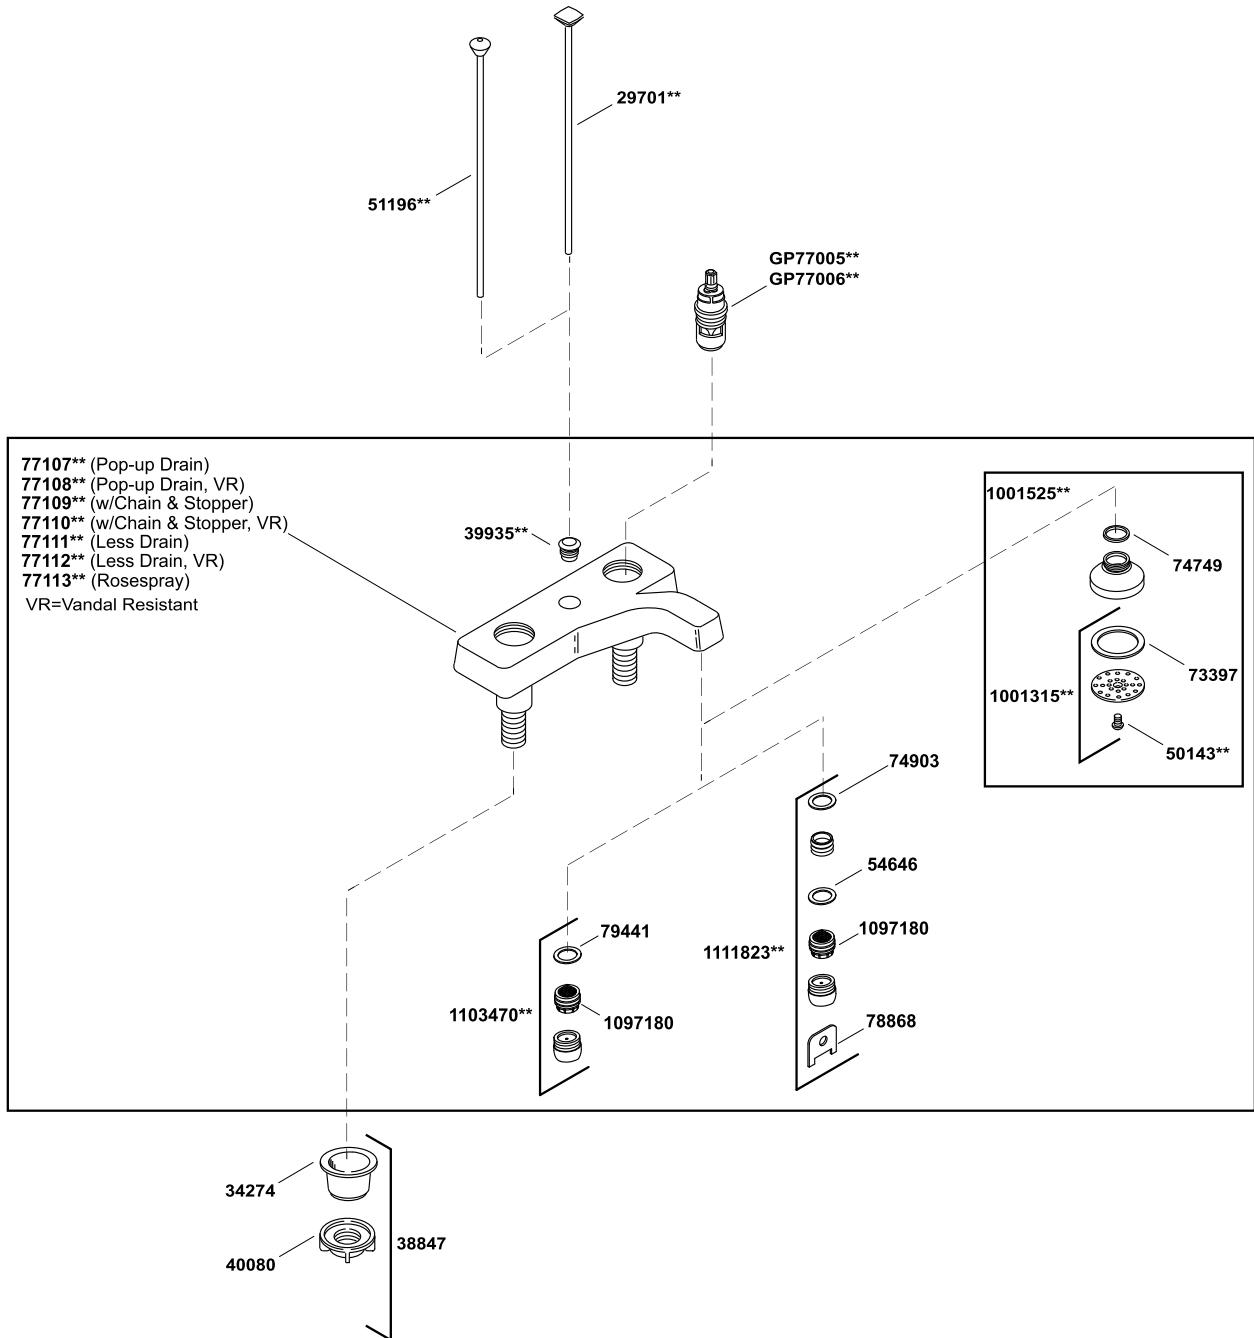 29701**
51196**
GP77005**
GP77006**
77107** (Pop-up Drain)
77108** (Pop-up Drain, VR)
77109** (w/Chain & Stopper)
77110** (w/Chain & Stopper, VR)
77111** (Less Drain)
77112** (Less Drain, VR)
77113** (Rosespray)
VR=Vandal Resistant
39935**
1001525**
74749
73397
1001315**
50143**
74903
54646
1097180
1111823**
78868
79441
1103470**
1097180
34274
40080
38847